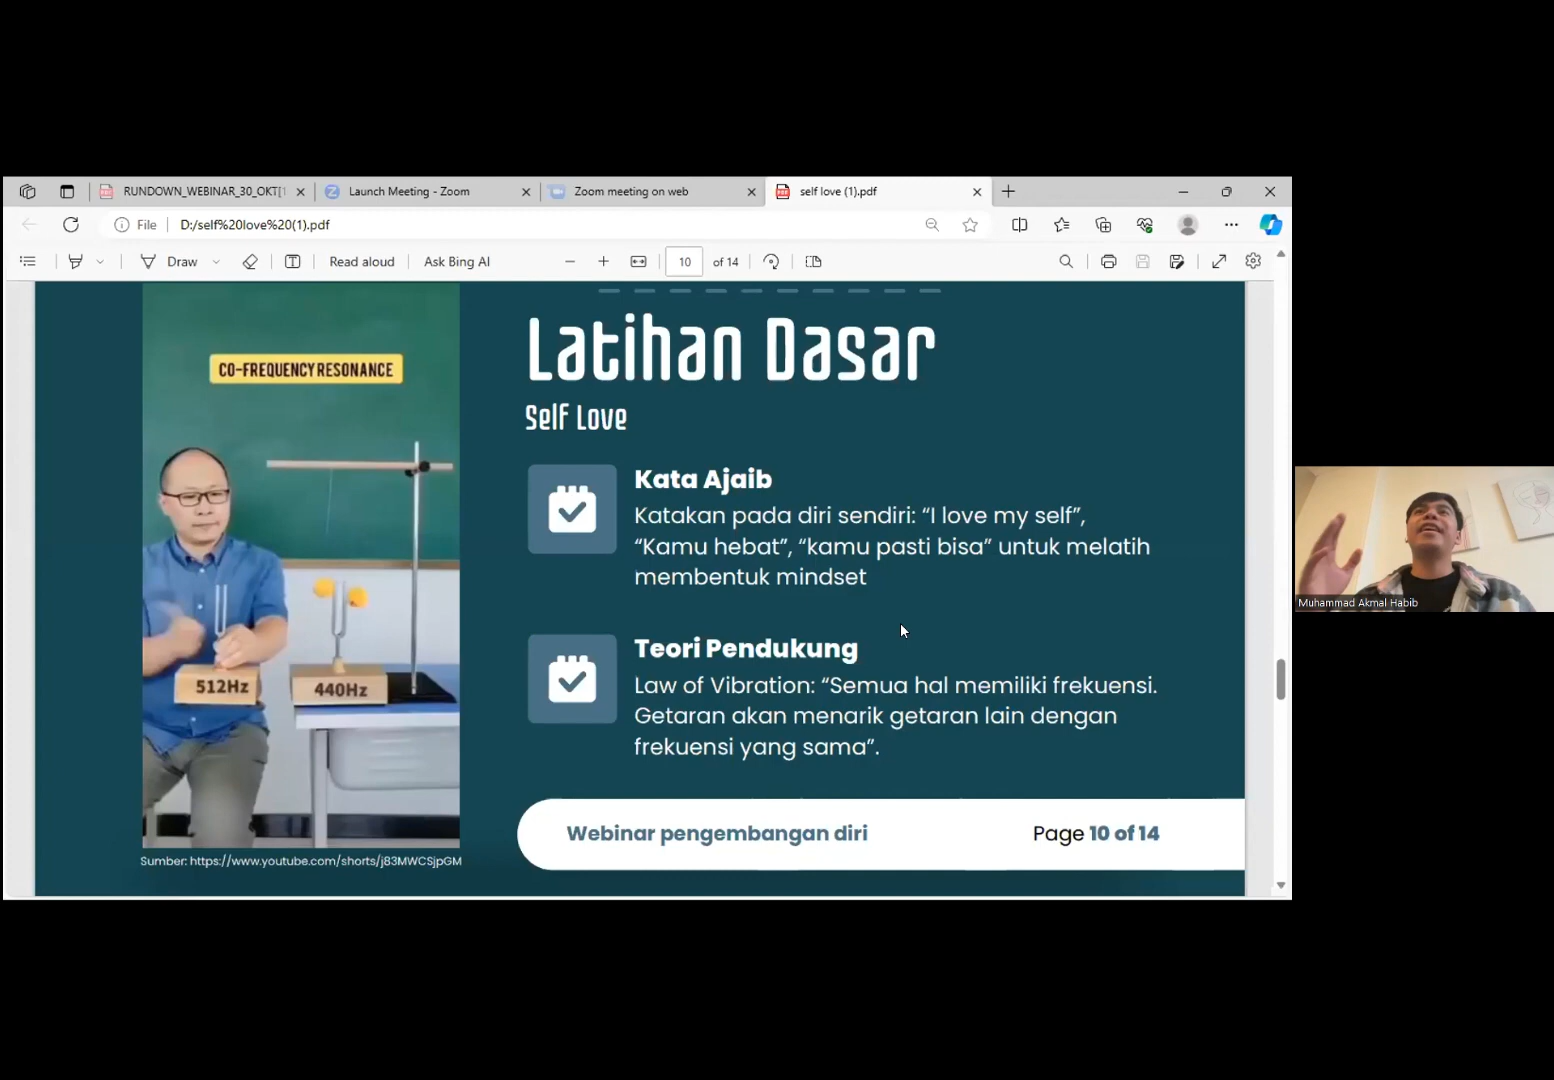 RUNDOWN_WEBINAR_30_OKT[1
Launch Meeting - Zoom
Zoom meeting on web
self love (1).pdf
File
D:/self%20love%20(1).pdf
Draw
Read aloud
Ask Bing AI
10
of 14
CO-FREQUENCY RESONANCE
512Hz
440Hz
Sumber: https://www.youtube.com/shorts/j83MWCSjpGM
Latihan Dasar
Self Love
Kata Ajaib
Katakan pada diri sendiri: “I love my self”,
“Kamu hebat”, “kamu pasti bisa” untuk melatih
membentuk mindset
Teori Pendukung
Law of Vibration: “Semua hal memiliki frekuensi.
Getaran akan menarik getaran lain dengan
frekuensi yang sama”.
Webinar pengembangan diri
Page 10 of 14
Muhammad Akmal Habib